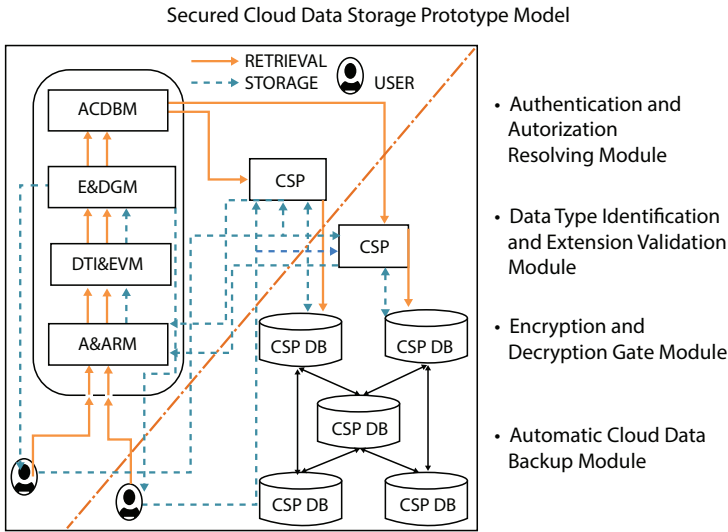 Secured Cloud Data Storage Prototype Model
RETRIEVAL
STORAGE
USER
ACDBM
E&DGM
DTI&EVM
A&ARM
CSP
CSP
CSP DB
CSP DB
CSP DB
CSP DB
CSP DB
• Authentication and
Autorization
Resolving Module
• Data Type Identification
and Extension Validation
Module
• Encryption and
Decryption Gate Module
• Automatic Cloud Data
Backup Module